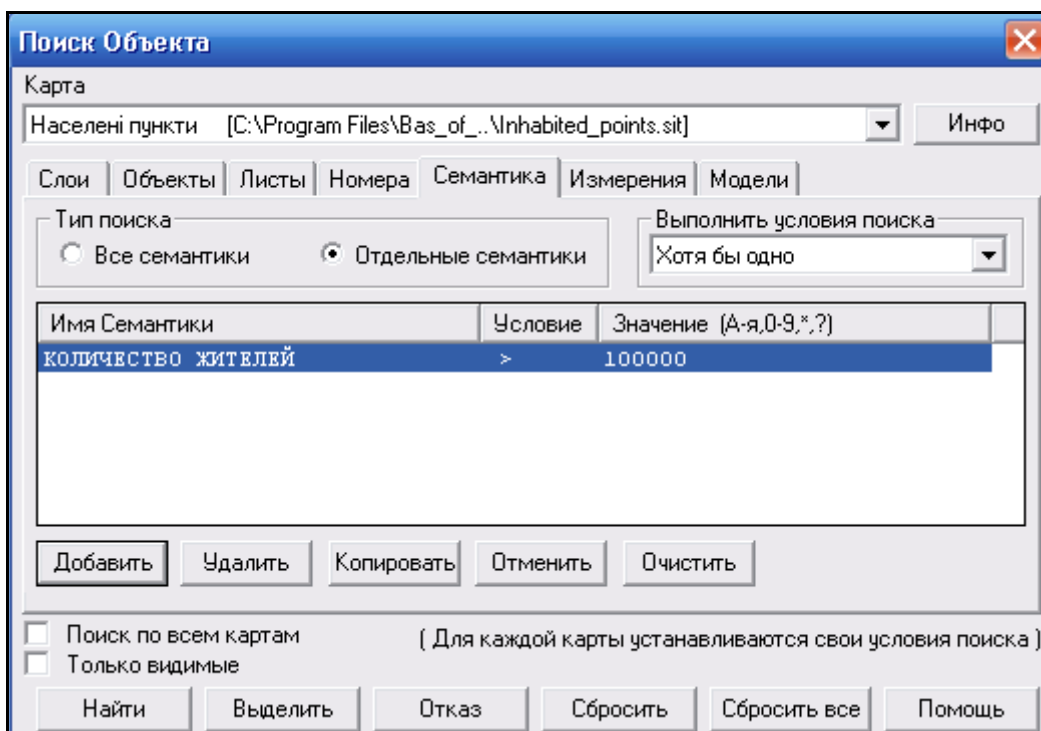 Поиск Объекта
Карта
Населені пункти [C:\Program Files\Bas_of_..\Inhabited_points.sit] Инфо
Слои Объекты Листы Номера Семантика Измерения Модели
Тип поиска Выполнить условия поиска
Все семантики Отдельные семантики Хотя бы одно
Имя Семантики Условие Значение (А-я,0-9,*,?)
КОЛИЧЕСТВО ЖИТЕЛЕЙ > 100000
Добавить Удалить Копировать Отменить Очистить
Поиск по всем картам ( Для каждой карты устанавливаются свои условия поиска )
Только видимые
Найти Выделить Отказ Сбросить Сбросить все Помощь